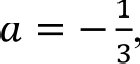 a = − 1/3,